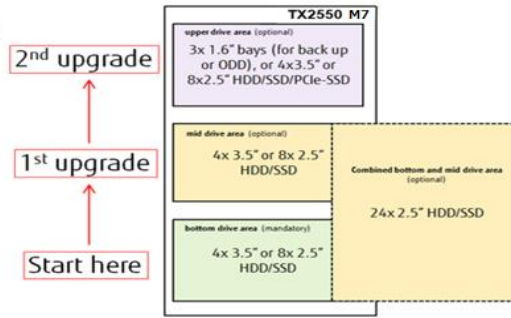 TX2550 M7
upper drive area (optional)
3x 1.6" bays (for back up
or ODD), or 4x3.5" or
8x2.5" HDD/SSD/PCIe-SSD
2nd upgrade
mid drive area (optional)
4x 3.5" or 8x 2.5"
HDD/SSD
1st upgrade
Combined bottom and mid drive area
(optional)
24x 2.5" HDD/SSD
bottom drive area (mandatory)
4x 3.5" or 8x 2.5"
HDD/SSD
Start here